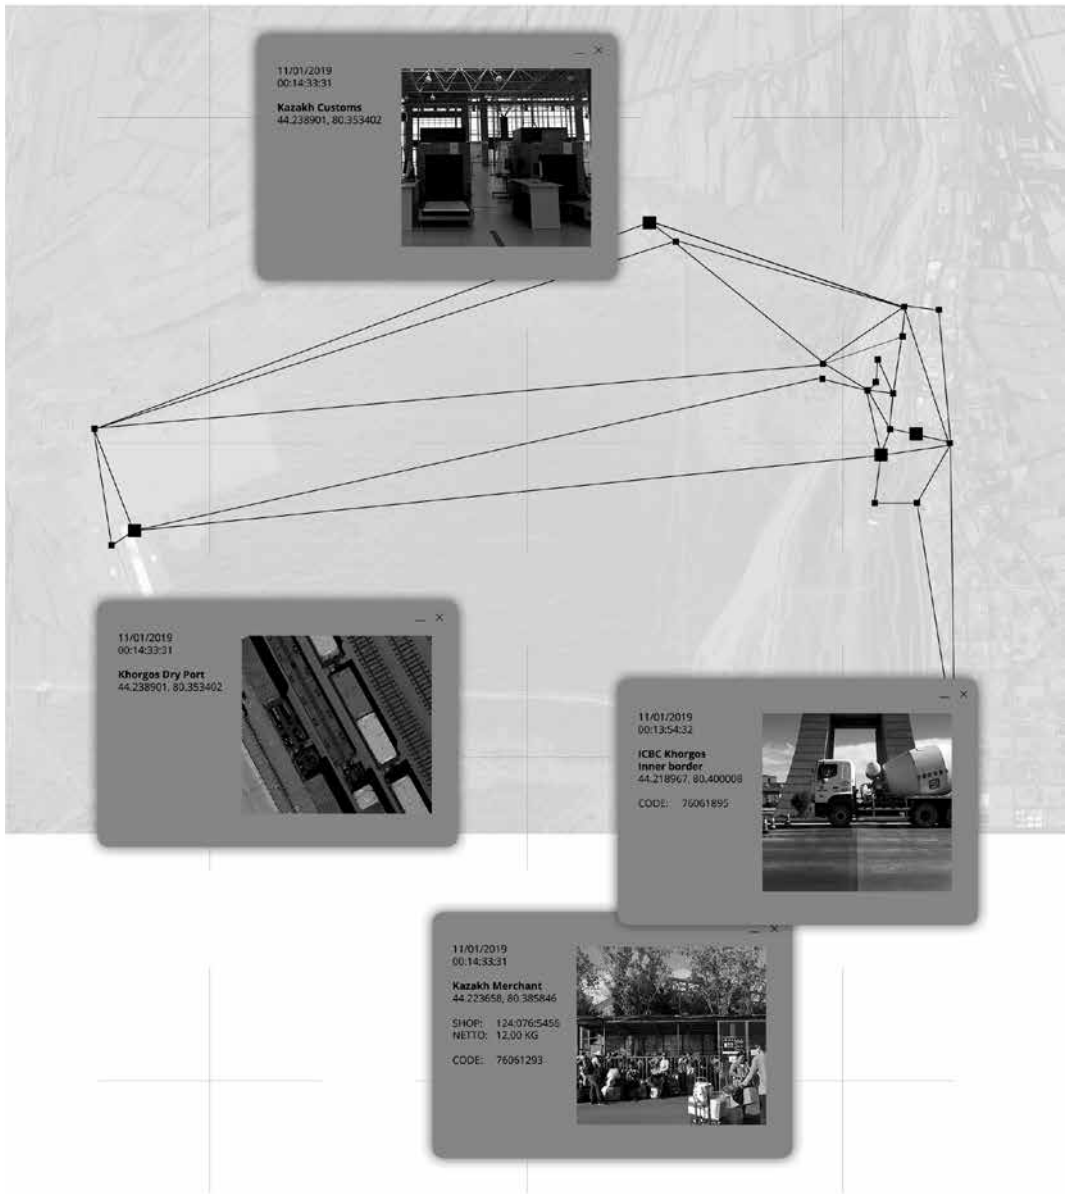 11/01/2019
00:14:33:31
Kazakh Customs
44.238901, 80.353402
11/01/2019
00:14:33:31
Khorgos Dry Port
44.238901, 80.353402
11/01/2019
00:13:54:32
ICBC Khorgos
Inner border
44.218967, 80.400008
CODE: 76061895
11/01/2019
00:14:33:31
Kazakh Merchant
44.223658, 80.385846
SHOP: 124:076:5456
NETTO: 12,00 KG
CODE: 76061293